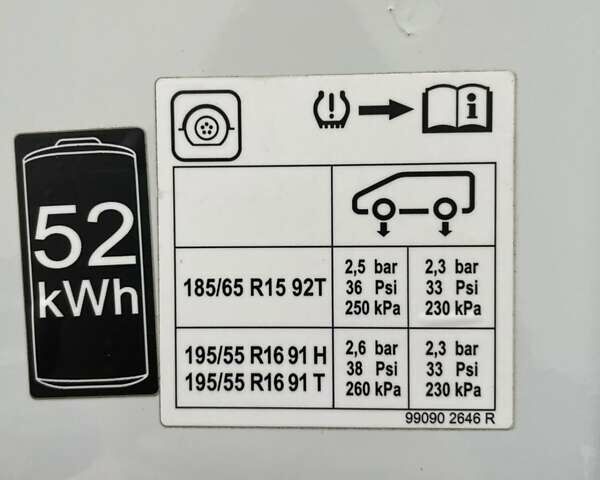 52
kWh
185/65 R15 92T
2,5 bar
36 Psi
250 kPa
2,3 bar
33 Psi
230 kPa
195/55 R16 91 H
195/55 R16 91 T
2,6 bar
38 Psi
260 kPa
2,3 bar
33 Psi
230 kPa
99090 2646 R